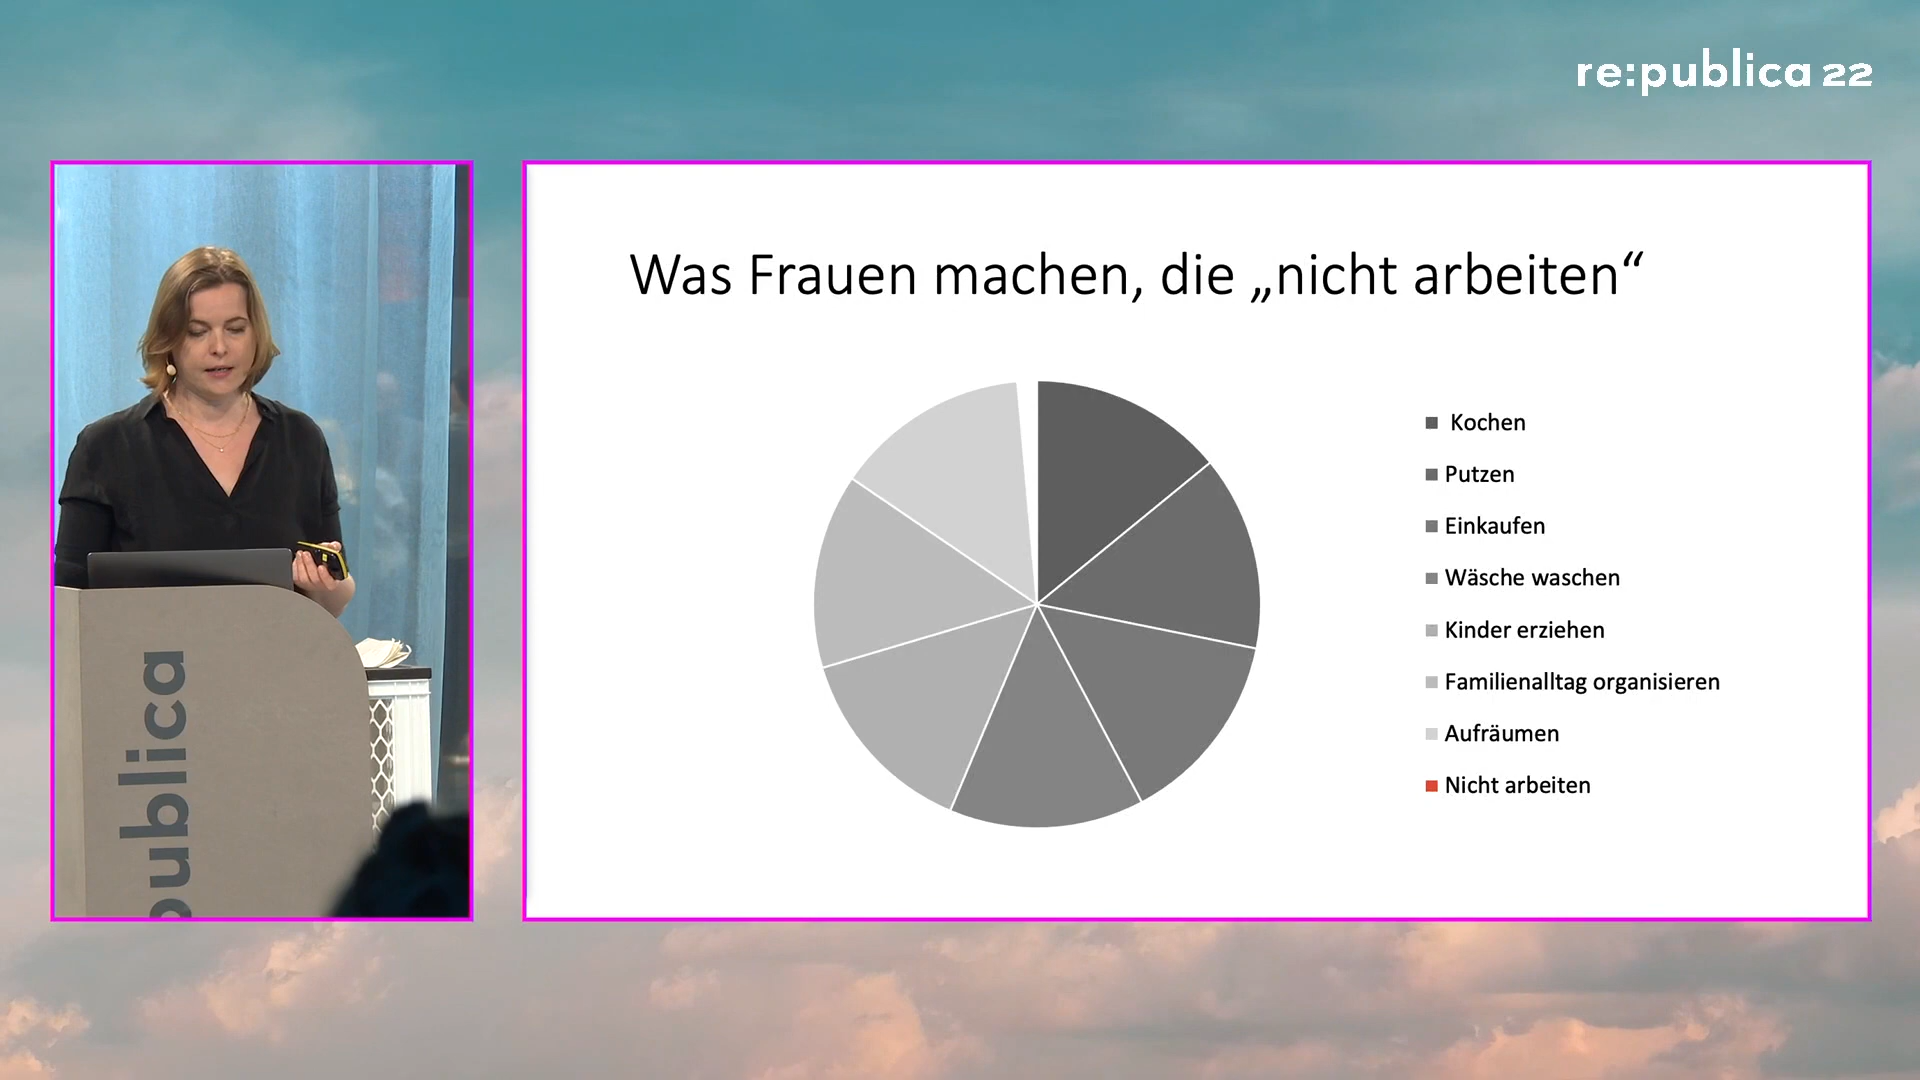 re:publica 22
Was Frauen machen, die „nicht arbeiten“
Kochen
Putzen
Einkaufen
Wäsche waschen
Kinder erziehen
Familienalltag organisieren
Aufräumen
Nicht arbeiten
publica